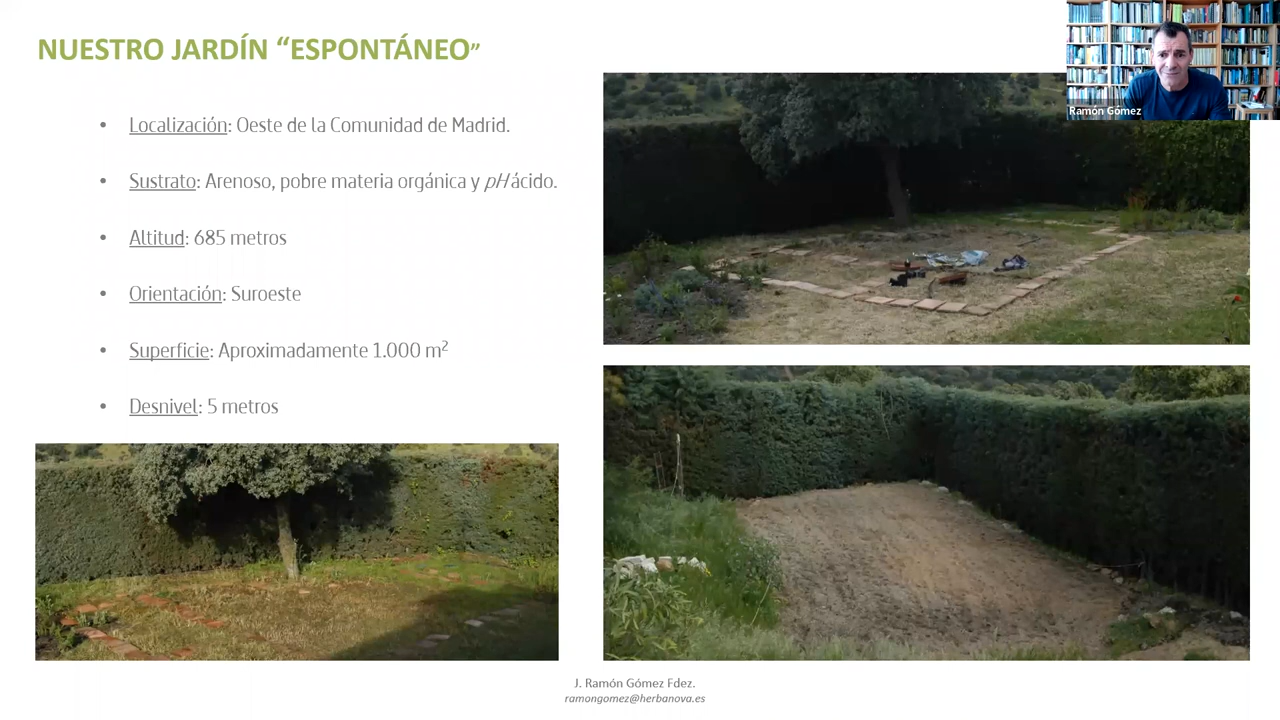 NUESTRO JARDÍN “ESPONTÁNEO”
Ramón Gómez
• Localización: Oeste de la Comunidad de Madrid.
• Sustrato: Arenoso, pobre materia orgánica y pH ácido.
• Altitud: 685 metros
• Orientación: Suroeste
• Superficie: Aproximadamente 1.000 m²
• Desnivel: 5 metros
J. Ramón Gómez Fdez.
ramongomez@herbanova.es